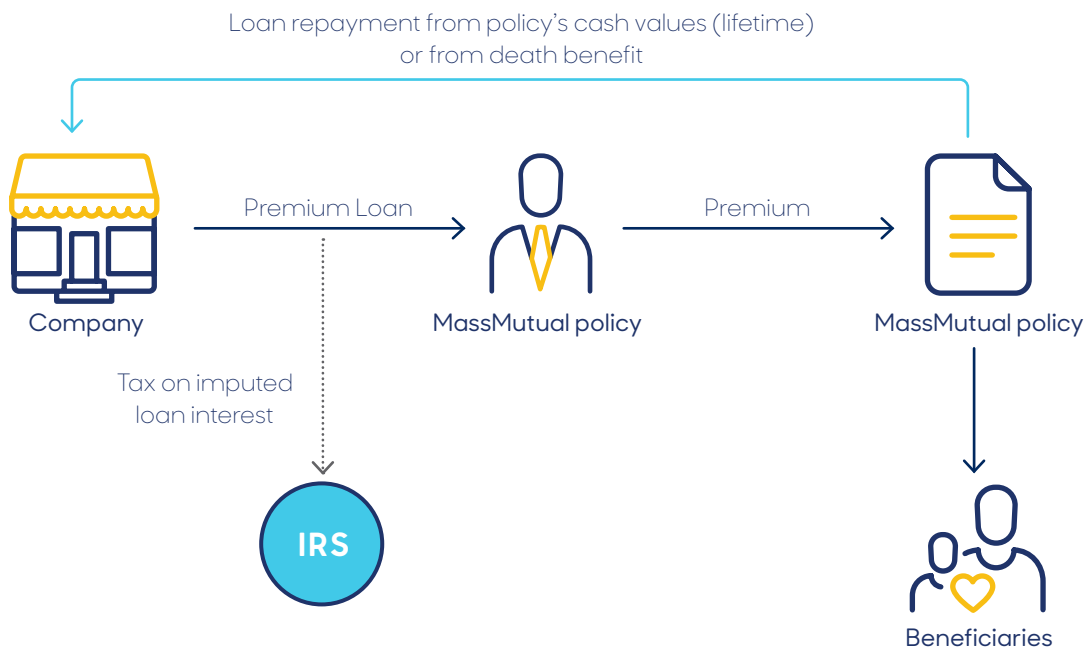 Loan repayment from policy’s cash values (lifetime)
or from death benefit
Premium Loan
Premium
Company
MassMutual policy
MassMutual policy
Tax on imputed
loan interest
IRS
Beneficiaries